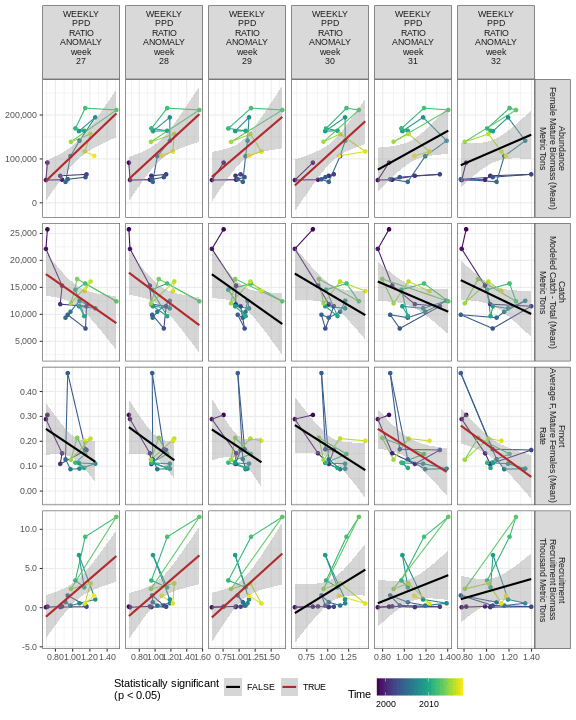 WEEKLY PPD RATIO ANOMALY week 27
WEEKLY PPD RATIO ANOMALY week 28
WEEKLY PPD RATIO ANOMALY week 29
WEEKLY PPD RATIO ANOMALY week 30
WEEKLY PPD RATIO ANOMALY week 31
WEEKLY PPD RATIO ANOMALY week 32
200,000
100,000
0
Abundance
Female Mature Biomass (Mean)
Metric Tons
25,000
20,000
15,000
10,000
5,000
Catch
Modelled Catch - Total (Mean)
Metric Tons
0.40
0.30
0.20
0.10
0.00
Fmort
Average F, Mature Females (Mean)
Rate
10.0
5.0
0.0
-5.0
Recruitment
Recruitment Biomass
Thousand Metric Tons
0.80 1.00 1.20 1.40
0.80 1.00 1.20 1.40 1.60
0.75 1.00 1.25 1.50
0.75 1.00 1.25
0.80 1.00 1.20 1.40
0.80 1.00 1.20 1.40
Statistically significant
(p < 0.05)
FALSE
TRUE
Time
2000
2010